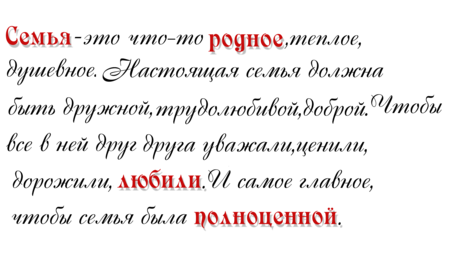 Семья-это что-то родное,теплое,
душевное. Настоящая семья должна
быть дружной,трудолюбивой,доброй.Чтобы
все в ней друг друга уважали,ценили,
дорожили, любили.И самое главное,
чтобы семья была полноценной.